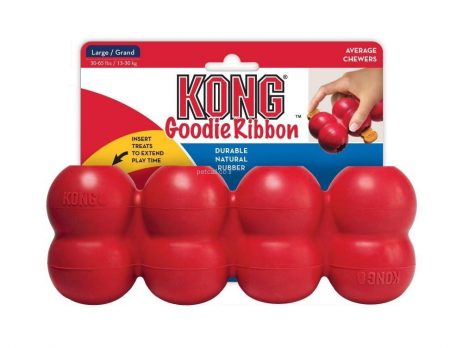 Large / Grand
30-65 lbs / 13-30 kg
AVERAGE
CHEWERS
KONG®
Goodie Ribbon™
INSERT
TREATS
TO EXTEND
PLAY TIME
DURABLE
NATURAL
RUBBER
KONG
KONG